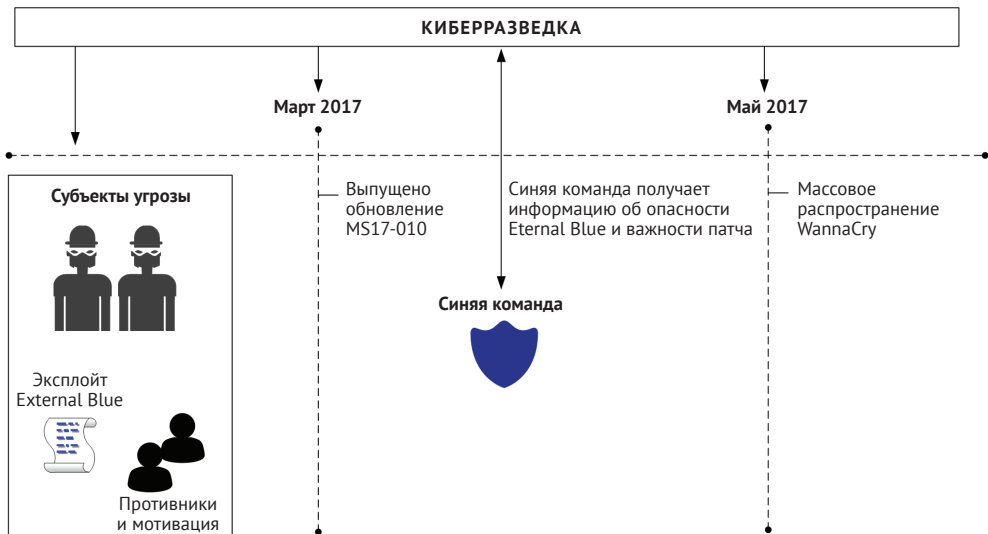 КИБЕРРАЗВЕДКА
Март 2017
Май 2017
Субъекты угрозы
Выпущено
обновление
MS17-010
Синяя команда получает
информацию об опасности
Eternal Blue и важности патча
Массовое
распространение
WannaCry
Синяя команда
Эксплойт
External Blue
Противники
и мотивация